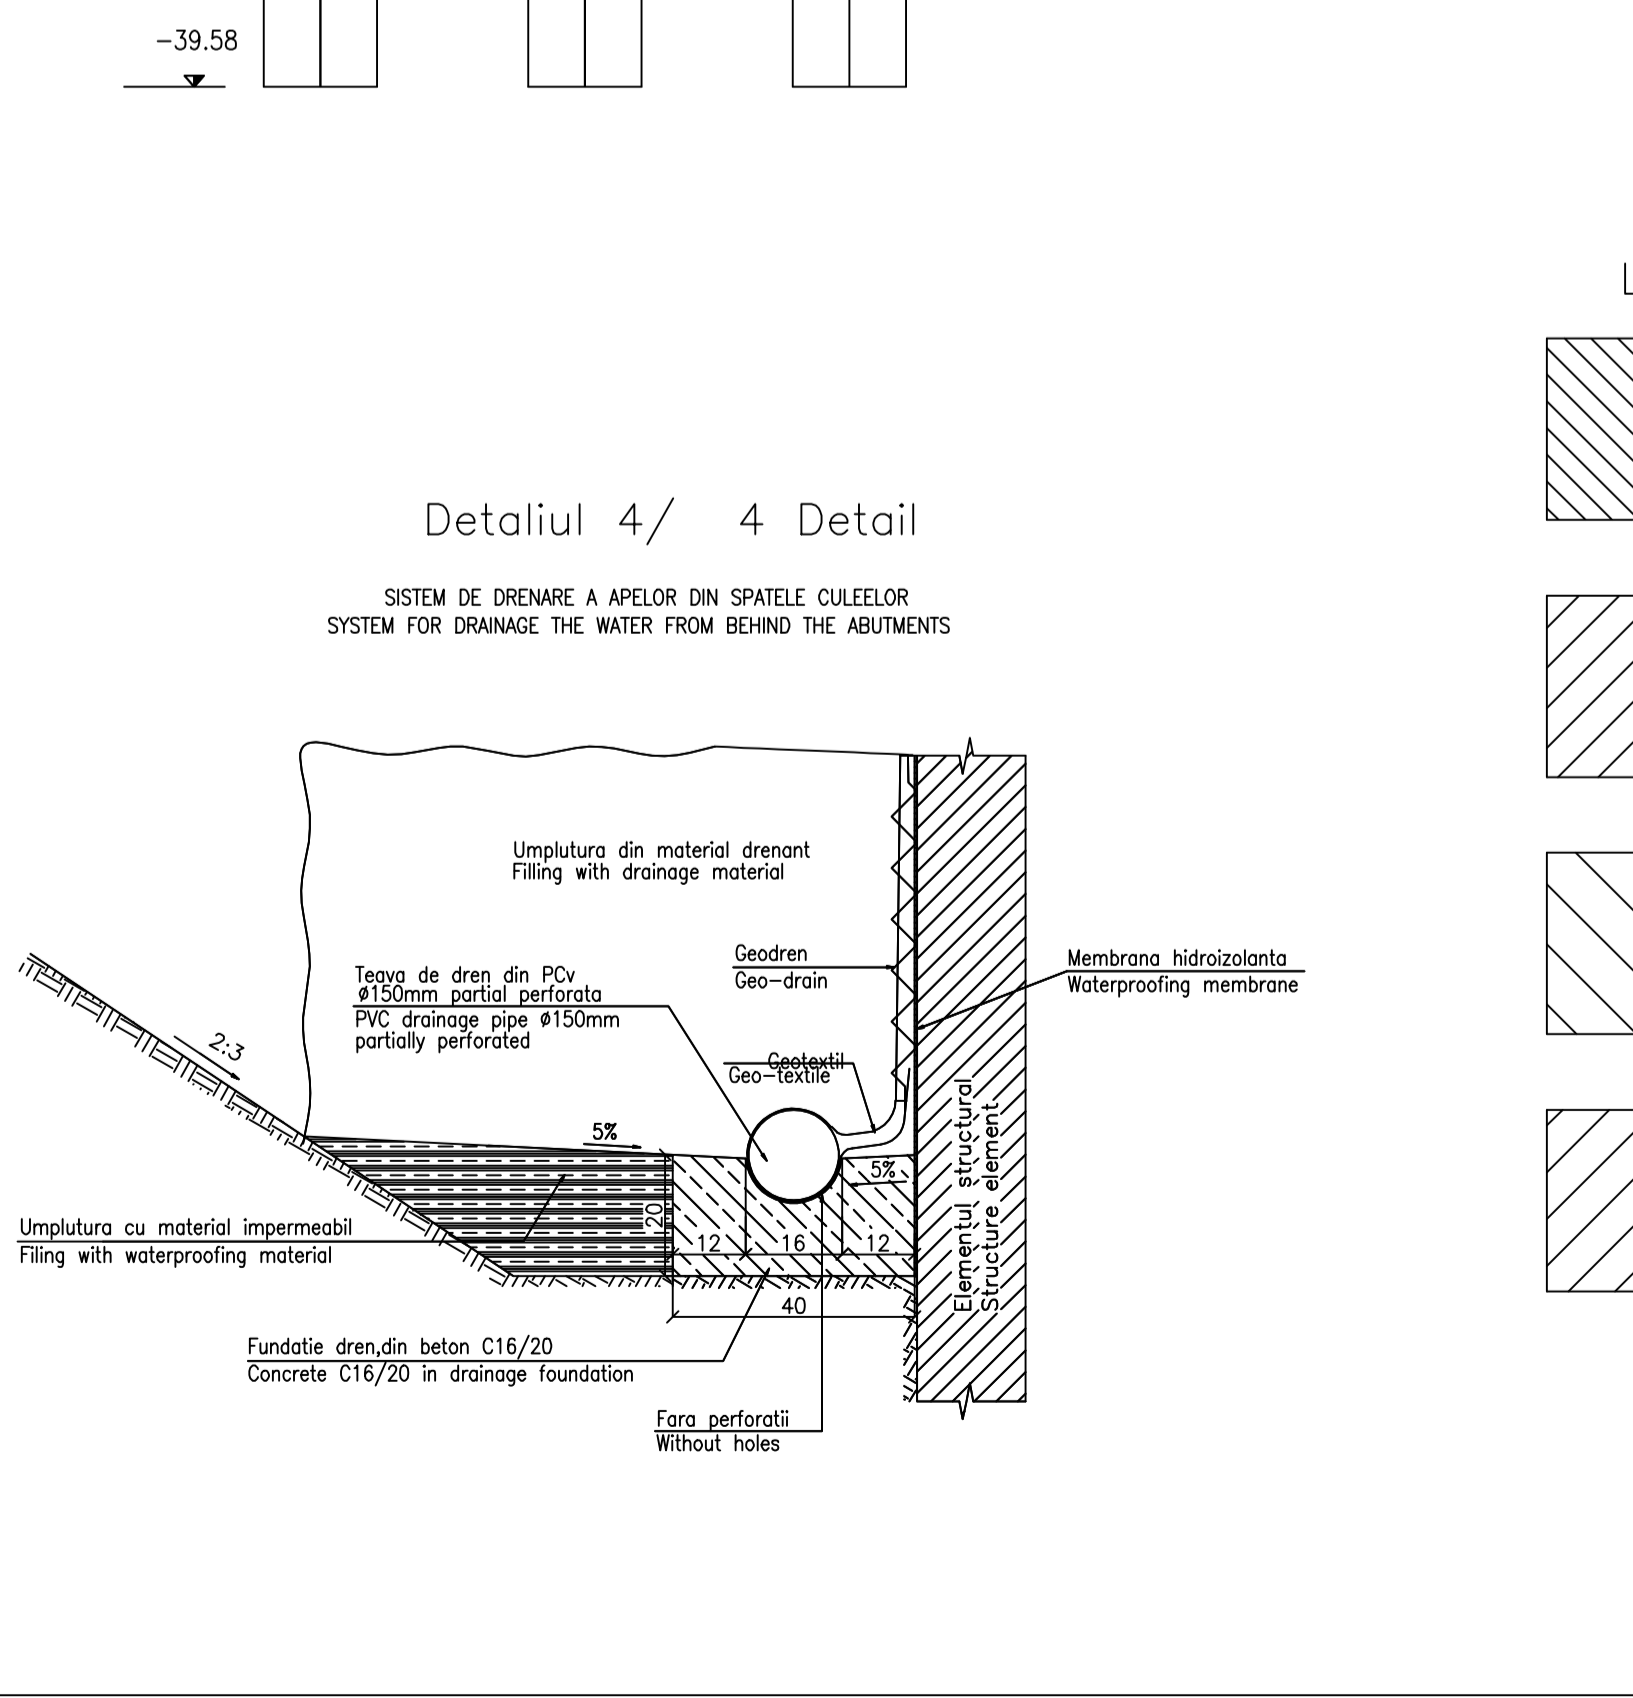 -39.58
Detaliul 4/ 4 Detail
SISTEM DE DRENARE A APELOR DIN SPATELE CULEELOR
SYSTEM FOR DRAINAGE THE WATER FROM BEHIND THE ABUTMENTS
Umplutura din material drenant
Filling with drainage material
Geodren
Geo-drain
Membrana hidroizolanta
Waterproofing membrane
Teava de dren din PCv
Ø150mm partial perforata
PVC drainage pipe Ø150mm
partially perforated
2:3
Geotextil
Geo-textile
5%
5%
Elementul structural
Structure element
20
12 16 12
40
Umplutura cu material impermeabil
Filing with waterproofing material
Fundatie dren,din beton C16/20
Concrete C16/20 in drainage foundation
Fara perforatii
Without holes